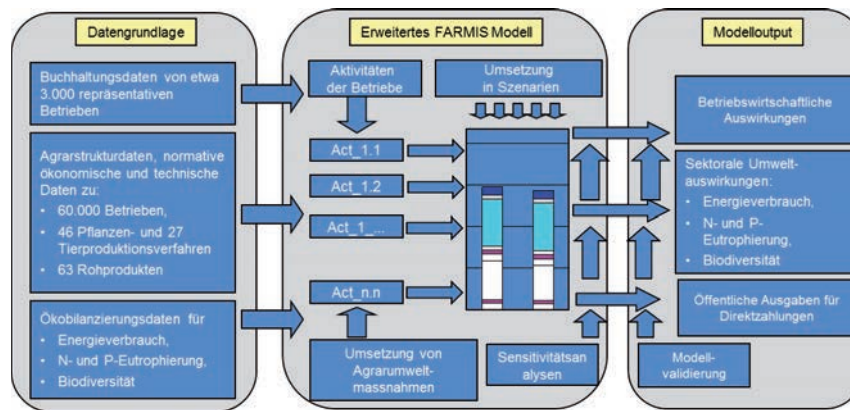 Datengrundlage
Buchhaltungsdaten von etwa
3.000 repräsentativen
Betrieben
Agrarstrukturdaten, normative
ökonomische und technische
Daten zu:
• 60.000 Betrieben,
• 46 Pflanzen- und 27
Tierproduktionsverfahren
• 63 Rohprodukten
Ökobilanzierungsdaten für
• Energieverbrauch,
• N- und P-Eutrophierung,
• Biodiversität
Erweitertes FARMIS Modell
Aktivitäten
der Betriebe
Umsetzung
in Szenarien
Act_1.1
Act_1.2
Act_1_...
Act_n.n
Umsetzung von
Agrarumwelt-
massnahmen
Sensitivitätsan
alysen
Modelloutput
Betriebswirtschaftliche
Auswirkungen
Sektorale Umwelt-
auswirkungen:
• Energieverbrauch,
• N- und P-
Eutrophierung,
• Biodiversität
Öffentliche Ausgaben für
Direktzahlungen
Modell-
validierung